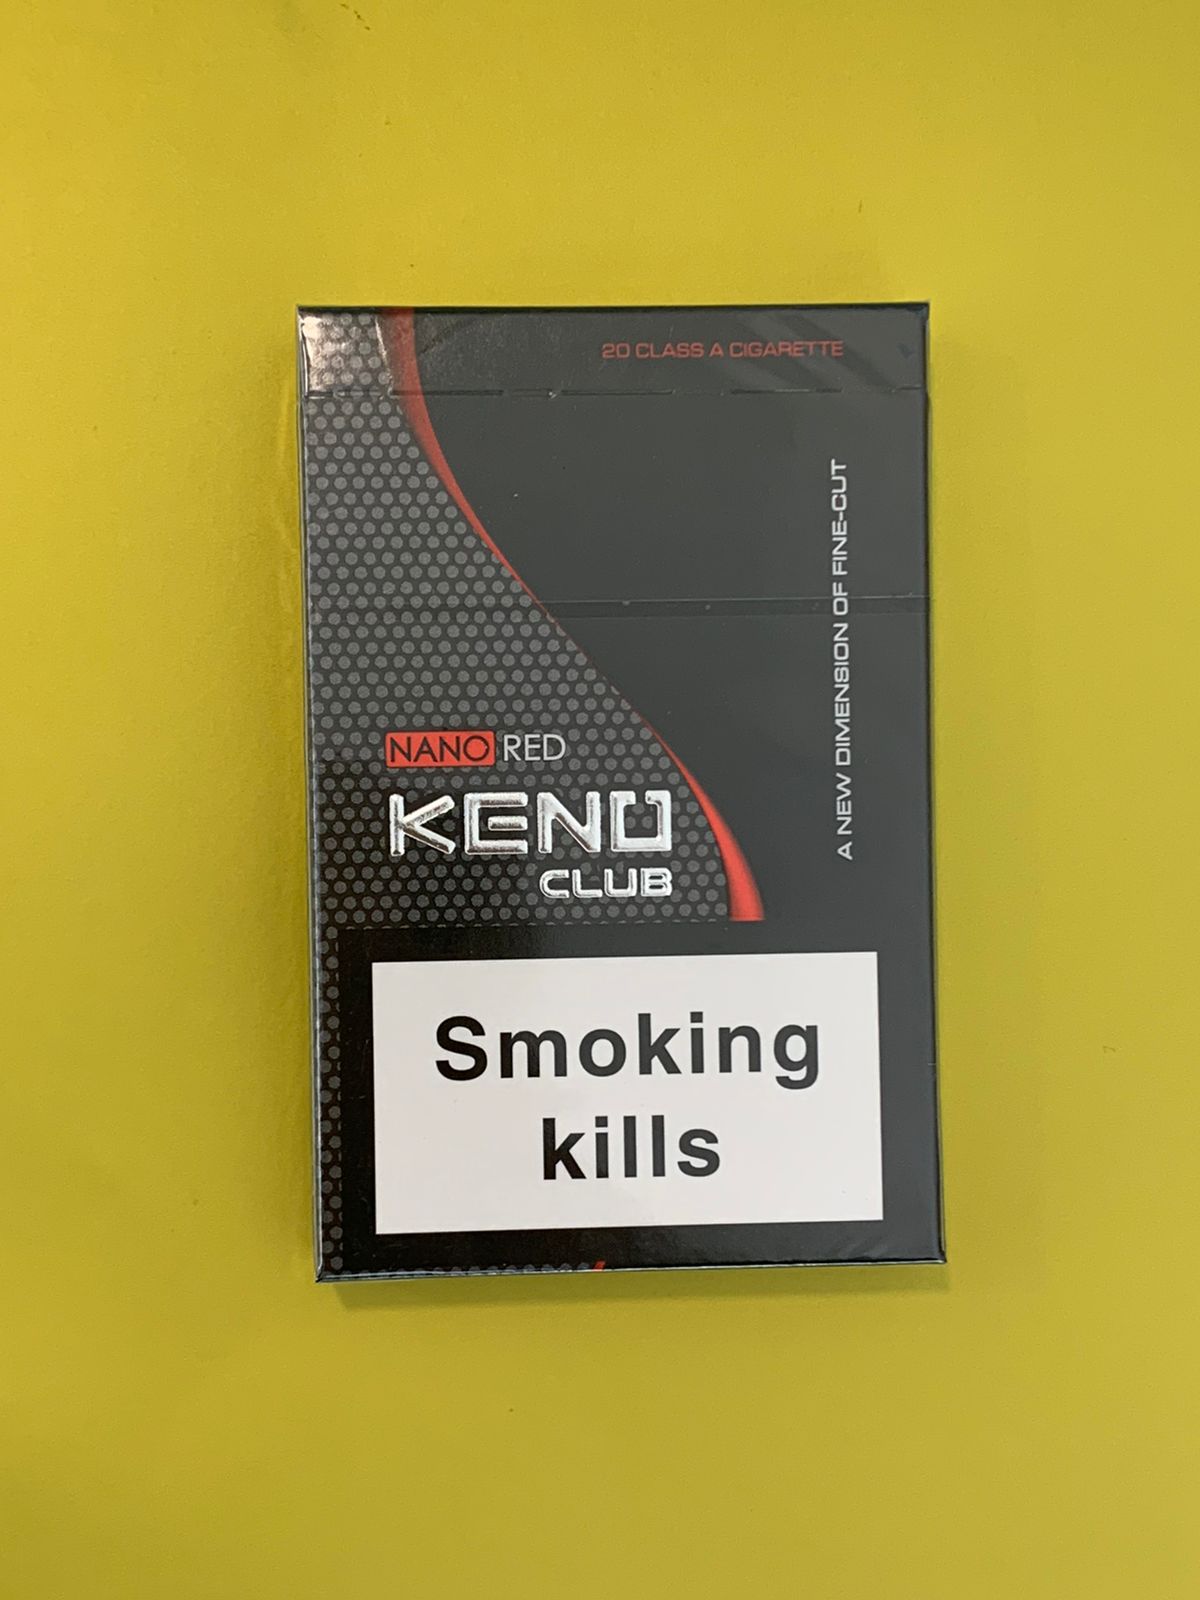 20 CLASS A CIGARETTE
A NEW DIMENSION OF FINE-CUT
NANO RED
KENO
CLUB
Smoking
kills